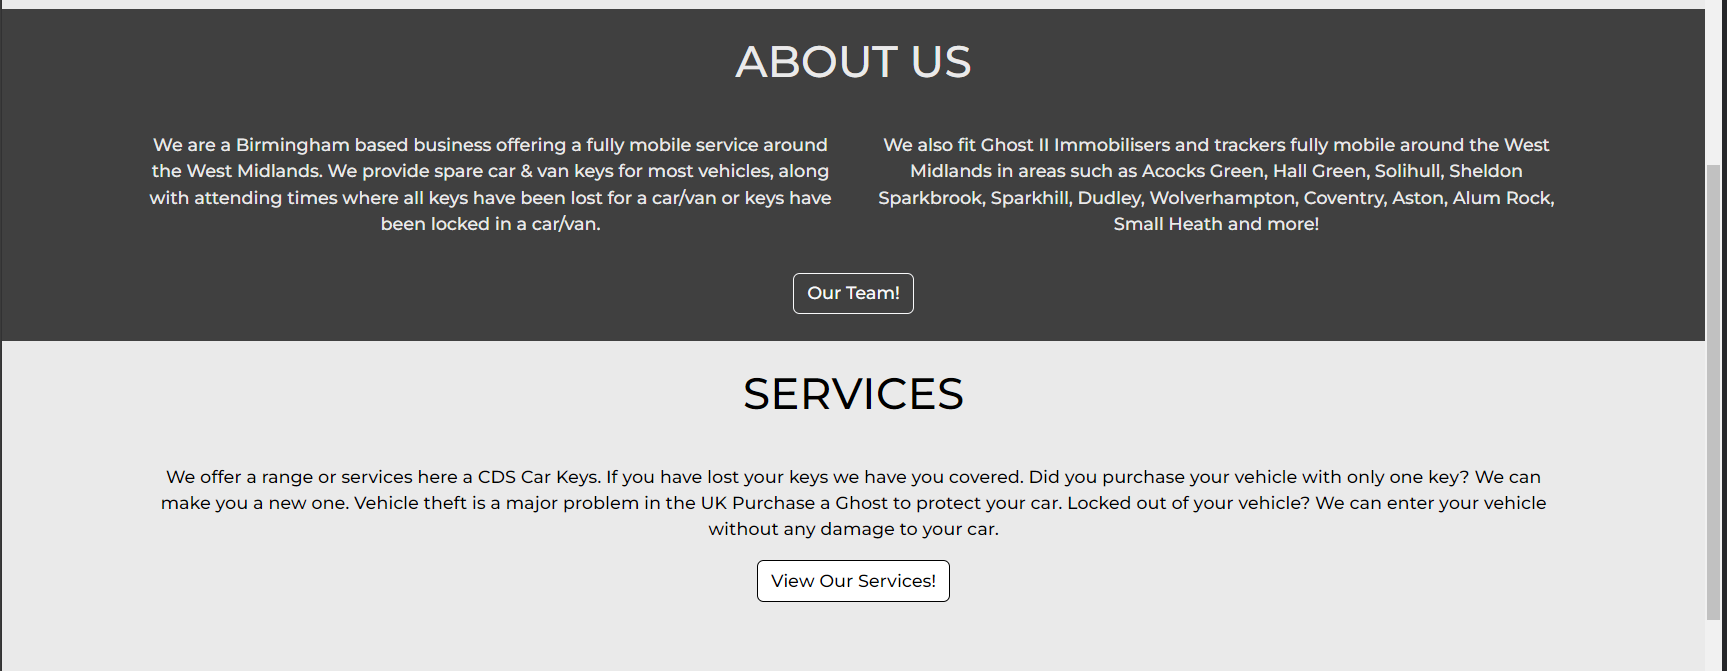 ABOUT US
We are a Birmingham based business offering a fully mobile service around
the West Midlands. We provide spare car & van keys for most vehicles, along
with attending times where all keys have been lost for a car/van or keys have
been locked in a car/van.
We also fit Ghost II Immobilisers and trackers fully mobile around the West
Midlands in areas such as Acocks Green, Hall Green, Solihull, Sheldon
Sparkbrook, Sparkhill, Dudley, Wolverhampton, Coventry, Aston, Alum Rock,
Small Heath and more!
Our Team!
SERVICES
We offer a range or services here a CDS Car Keys. If you have lost your keys we have you covered. Did you purchase your vehicle with only one key? We can
make you a new one. Vehicle theft is a major problem in the UK Purchase a Ghost to protect your car. Locked out of your vehicle? We can enter your vehicle
without any damage to your car.
View Our Services!